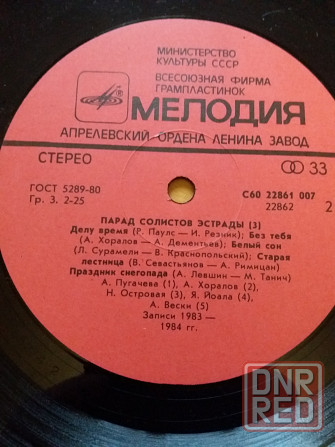 МИНИСТЕРСТВО
КУЛЬТУРЫ СССР
ВСЕСОЮЗНАЯ ФИРМА
ГРАМПЛАСТИНОК
МЕЛОДИЯ
АПРЕЛЕВСКИЙ ОРДЕНА ЛЕНИНА ЗАВОД
СТЕРЕО
33
ГОСТ 5289-80
Гр. 3. 2-25
С60 22861 007
22862
2
ПАРАД СОЛИСТОВ ЭСТРАДЫ (3)
Делу время (Р. Паулс — И. Резник); Без тебя
(А. Хоралов — А. Дементьев); Белый сон
(Л. Сурамели — В. Краснопольский); Старая
лестница (В. Севастьянов — А. Римицан)
Праздник снегопада (А. Левшин — М. Танич)
А. Пугачева (1), А. Хоралов (2),
Н. Островая (3), Я. Йоала (4),
А. Вески (5)
Записи 1983 —
1984 гг.
DNR
RED